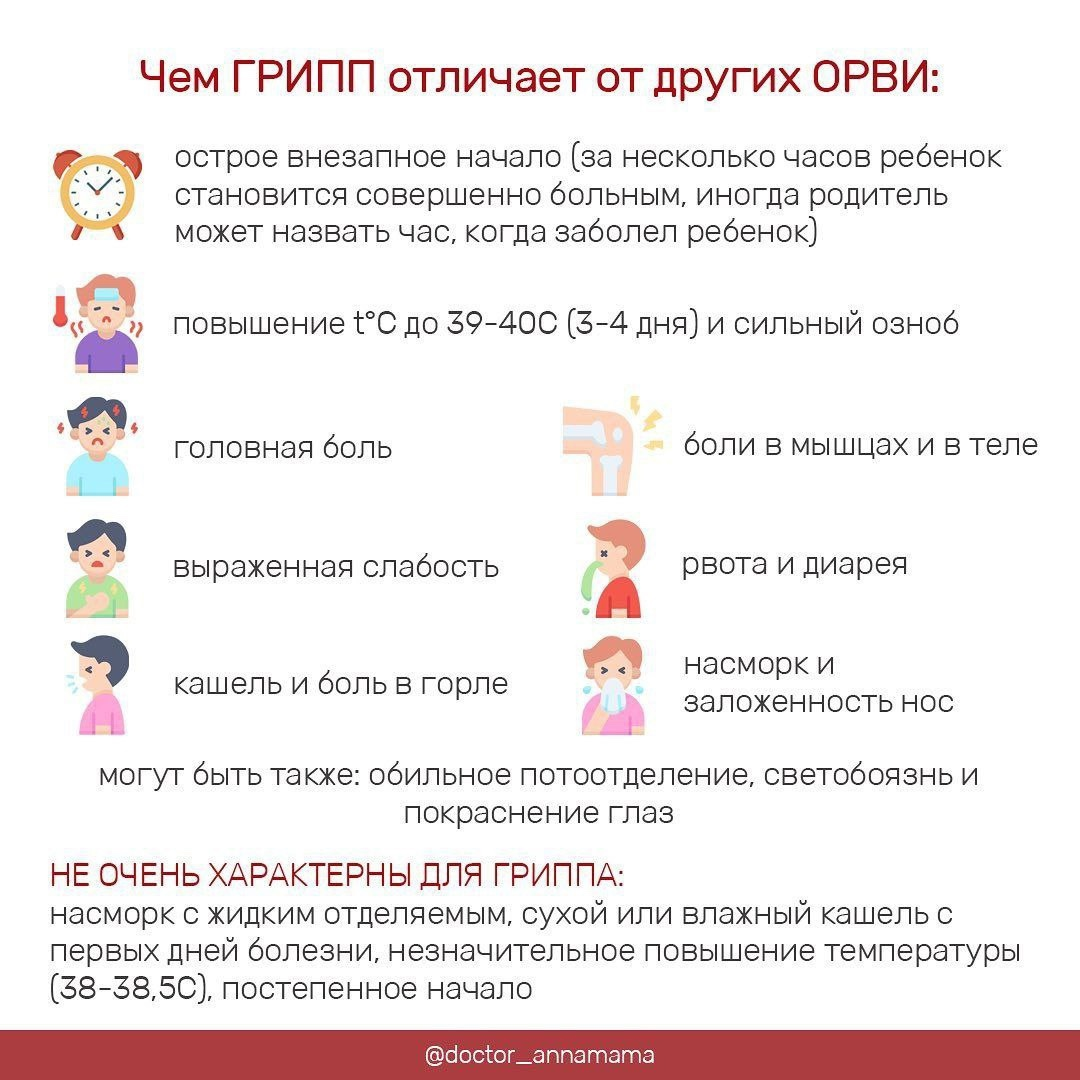 Чем ГРИПП отличает от других ОРВИ:
острое внезапное начало (за несколько часов ребенок
становится совершенно больным, иногда родитель
может назвать час, когда заболел ребенок)
повышение t°C до 39-40С (3-4 дня) и сильный озноб
головная боль
боли в мышцах и в теле
выраженная слабость
рвота и диарея
кашель и боль в горле
насморк и
заложенность нос
могут быть также: обильное потоотделение, светобоязнь и
покраснение глаз
НЕ ОЧЕНЬ ХАРАКТЕРНЫ ДЛЯ ГРИППА:
насморк с жидким отделяемым, сухой или влажный кашель с
первых дней болезни, незначительное повышение температуры
(38-38,5С), постепенное начало
@doctor_annamama